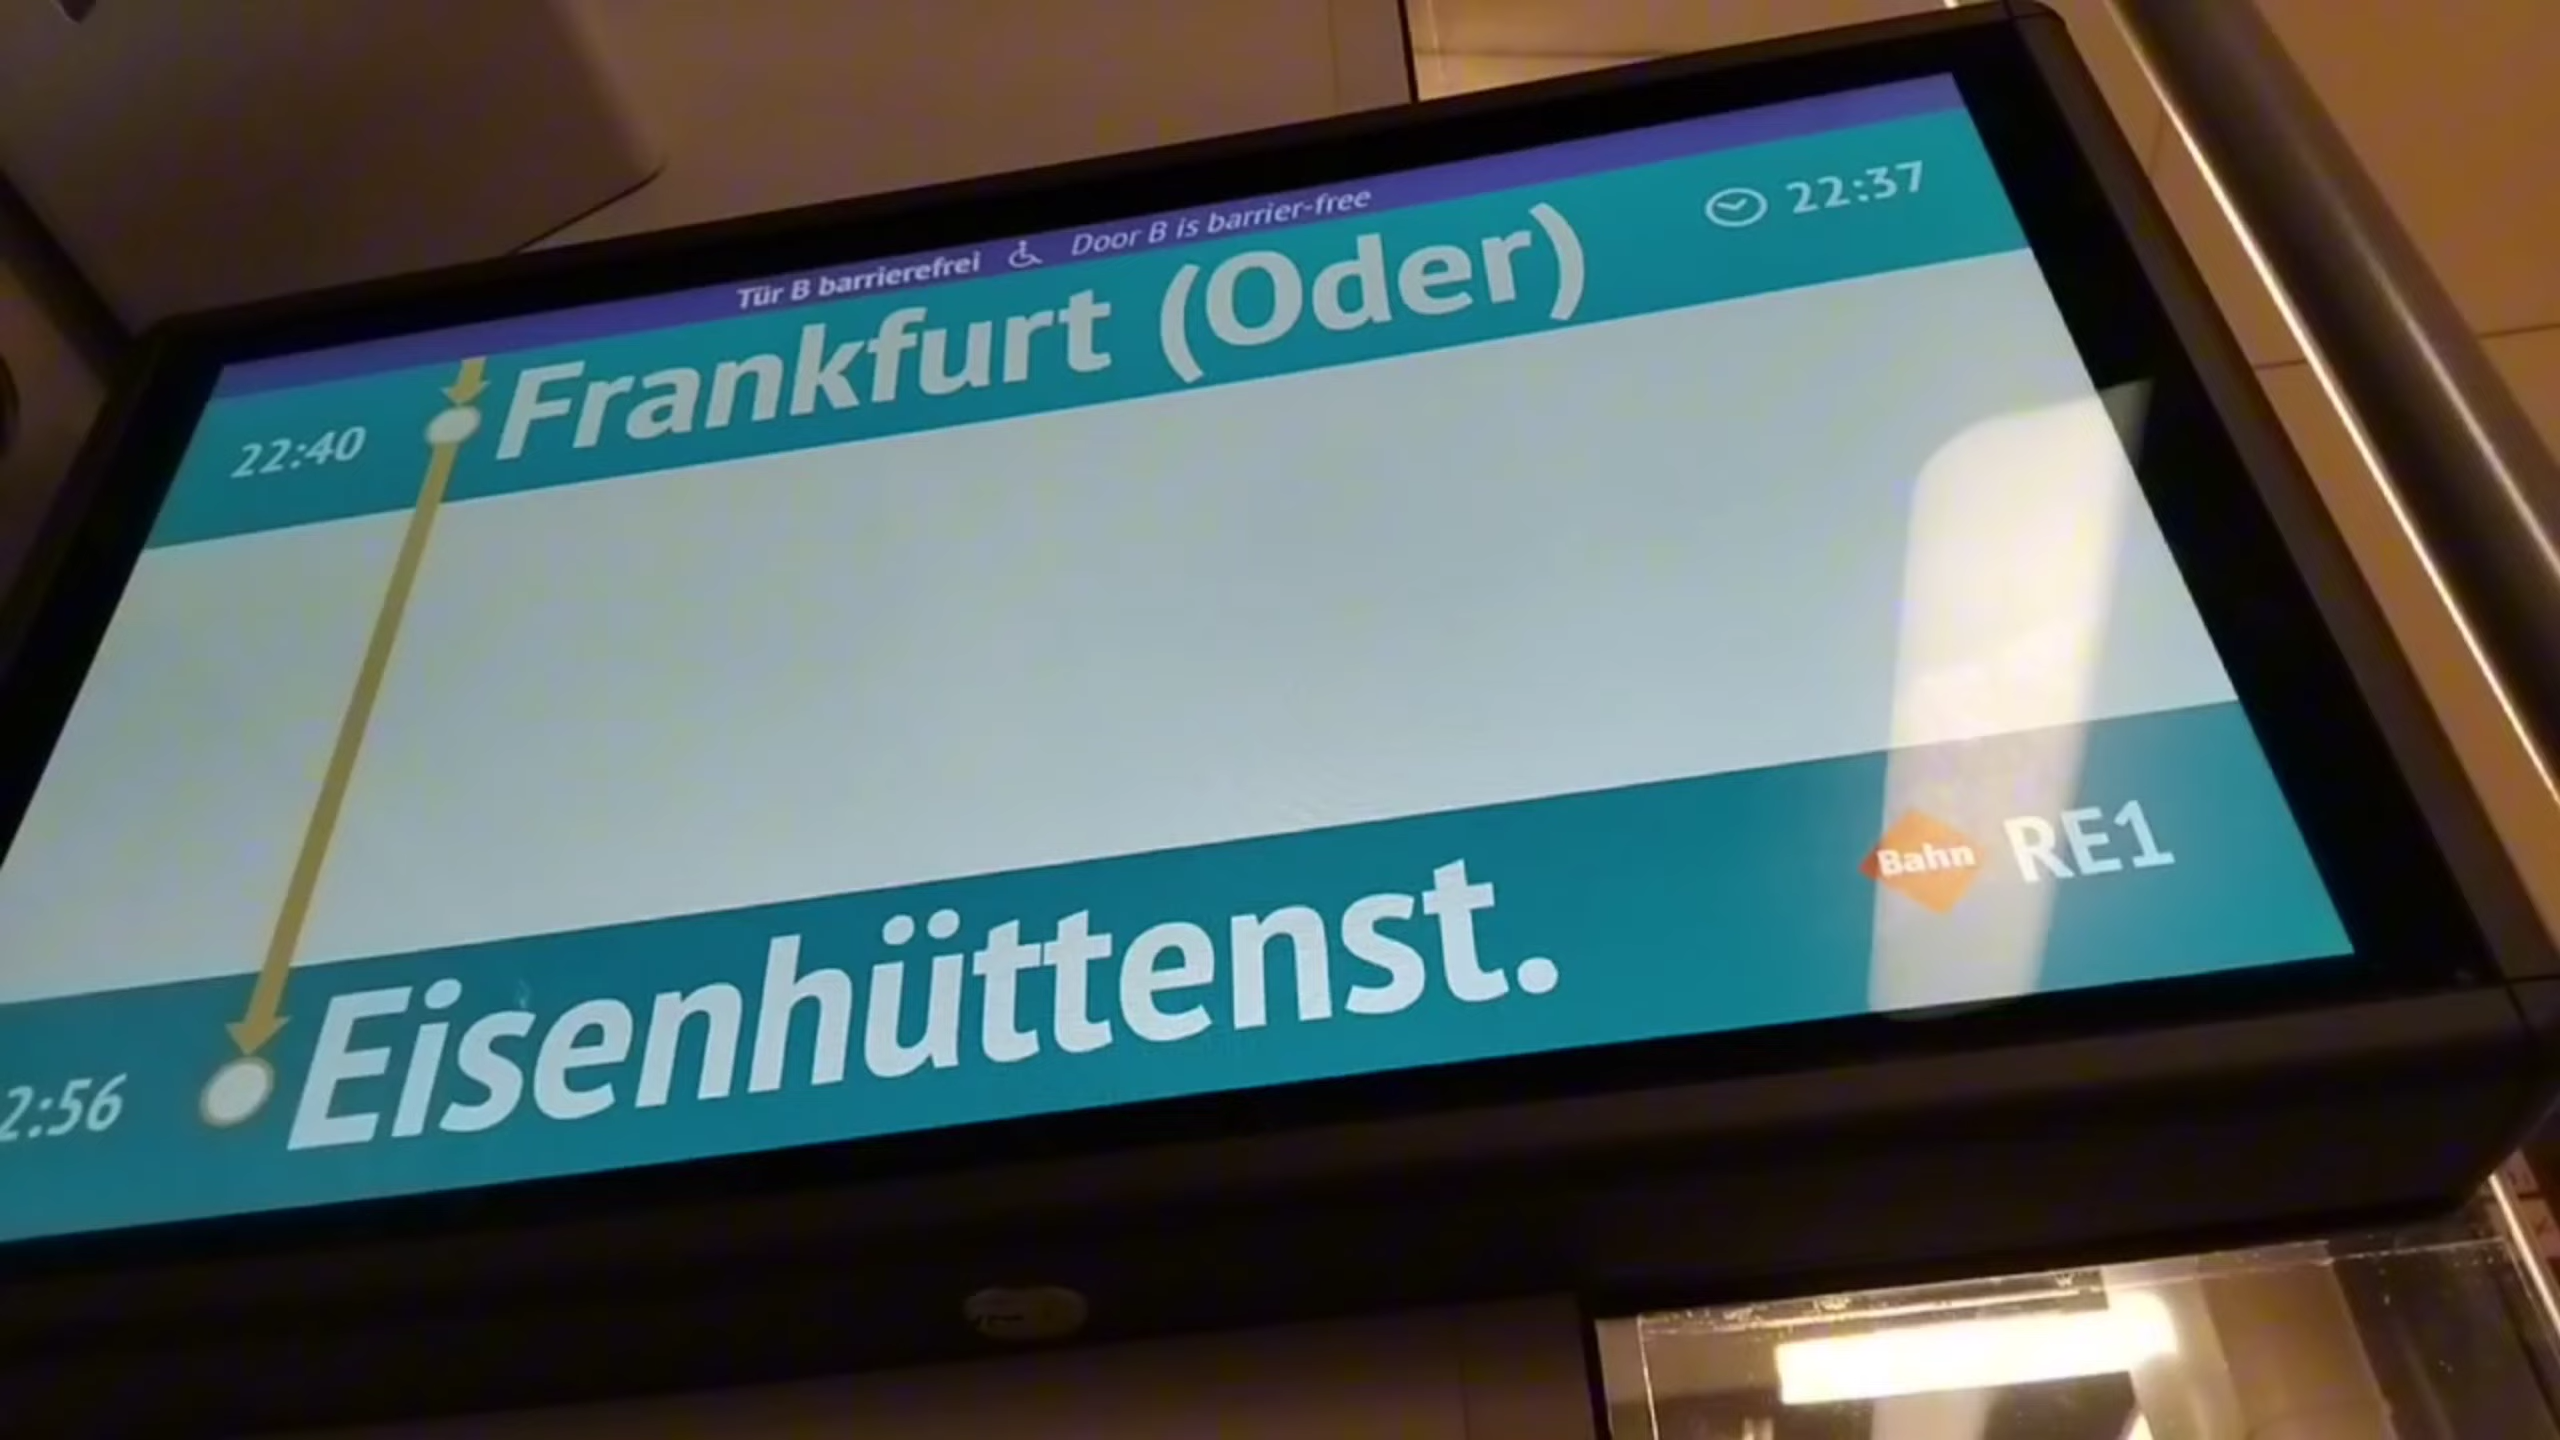 Tür B barrierefrei Door B is barrier-free
22:37
22:40 Frankfurt (Oder)
Bahn RE1
2:56 Eisenhüttenst.